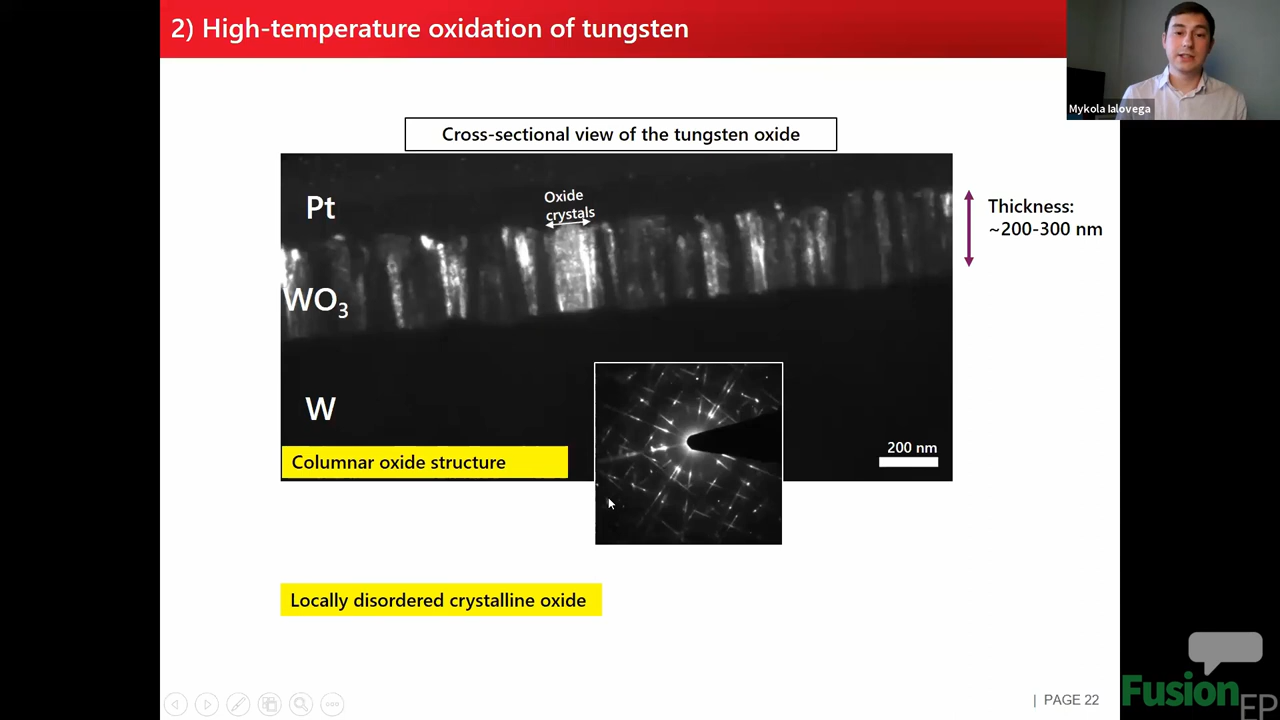 2) High-temperature oxidation of tungsten
Mykola Ialovega
Cross-sectional view of the tungsten oxide
Pt
Oxide
crystals
Thickness:
~200-300 nm
WO3
W
200 nm
Columnar oxide structure
Locally disordered crystalline oxide
| PAGE 22
FusionEP